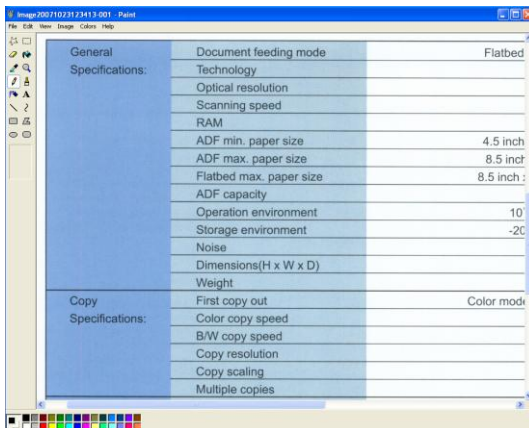 Image20071023123413-001 - Paint
File Edit View Image Colors Help
General Document feeding mode Flatbed
Specifications: Technology
Optical resolution
Scanning speed
RAM
ADF min. paper size 4.5 inch
ADF max. paper size 8.5 inch
Flatbed max. paper size 8.5 inch
ADF capacity
Operation environment 10
Storage environment -20
Noise
Dimensions(H x W x D)
Weight
Copy First copy out Color mode
Specifications: Color copy speed
B/W copy speed
Copy resolution
Copy scaling
Multiple copies